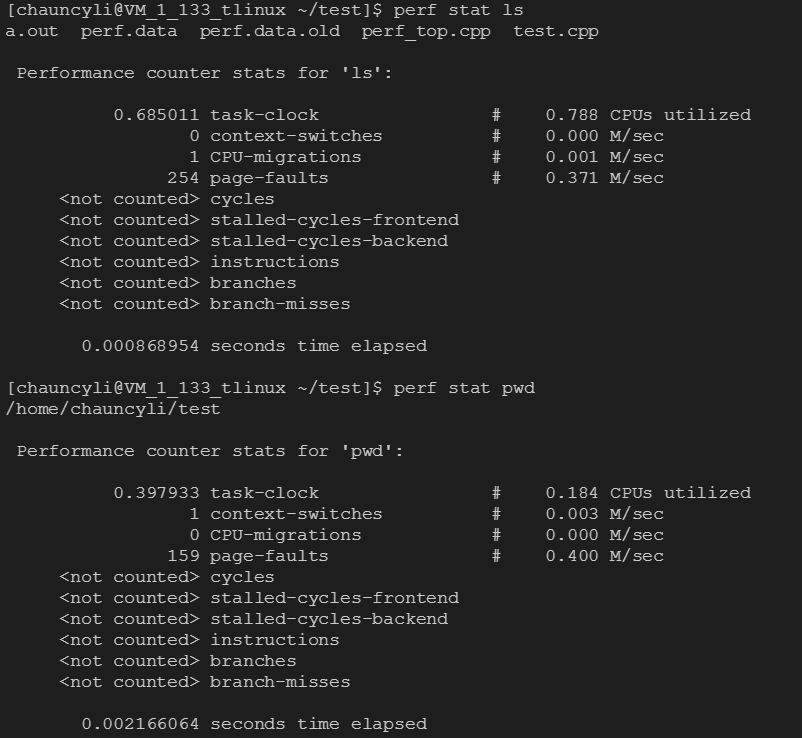 [chauncyli@VM_1_133_tlinux ~/test]$ perf stat ls
a.out  perf.data  perf.data.old  perf_top.cpp  test.cpp

 Performance counter stats for 'ls':

          0.685011 task-clock                #    0.788 CPUs utilized
                 0 context-switches          #    0.000 M/sec
                 1 CPU-migrations            #    0.001 M/sec
               254 page-faults               #    0.371 M/sec
     <not counted> cycles
     <not counted> stalled-cycles-frontend
     <not counted> stalled-cycles-backend
     <not counted> instructions
     <not counted> branches
     <not counted> branch-misses

       0.000868954 seconds time elapsed

[chauncyli@VM_1_133_tlinux ~/test]$ perf stat pwd
/home/chauncyli/test

 Performance counter stats for 'pwd':

          0.397933 task-clock                #    0.184 CPUs utilized
                 1 context-switches          #    0.003 M/sec
                 0 CPU-migrations            #    0.000 M/sec
               159 page-faults               #    0.400 M/sec
     <not counted> cycles
     <not counted> stalled-cycles-frontend
     <not counted> stalled-cycles-backend
     <not counted> instructions
     <not counted> branches
     <not counted> branch-misses

       0.002166064 seconds time elapsed